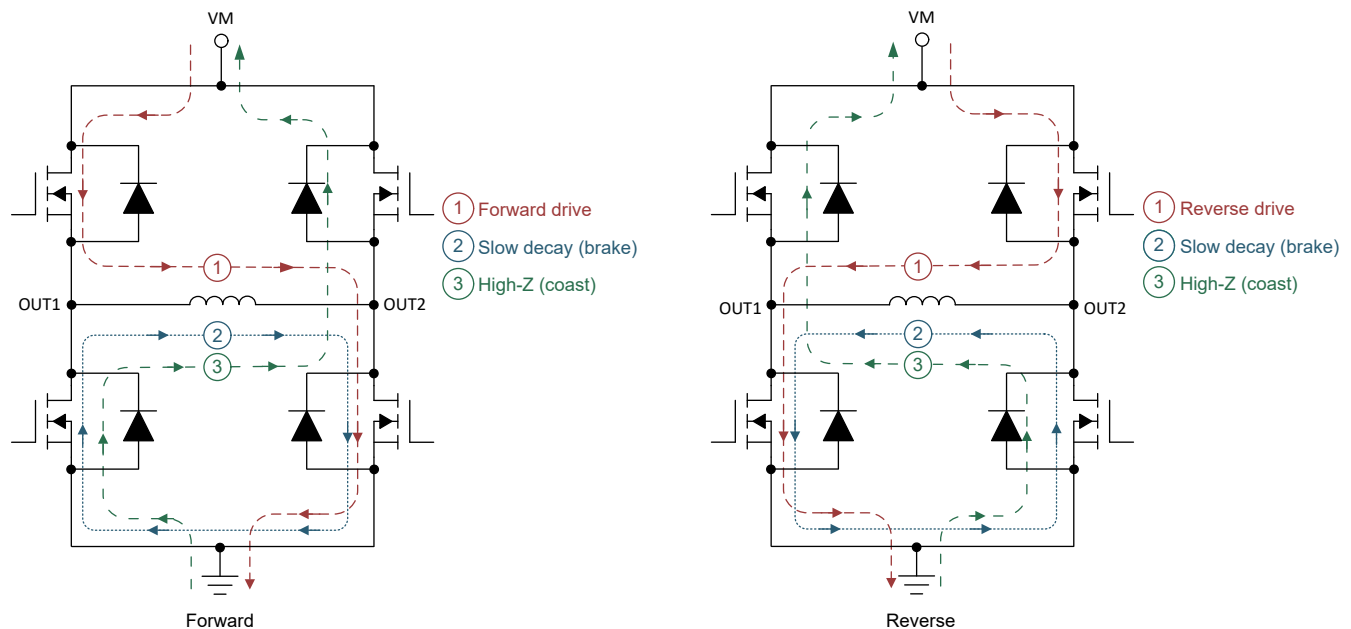 VM
1 Forward drive
2 Slow decay (brake)
3 High-Z (coast)
1
OUT1
OUT2
2
3
Forward
VM
1 Reverse drive
2 Slow decay (brake)
3 High-Z (coast)
1
OUT1
OUT2
2
3
Reverse